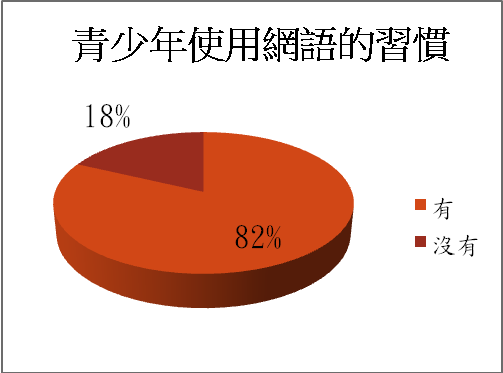 青少年使用網語的習慣
18%
82%
有
沒有